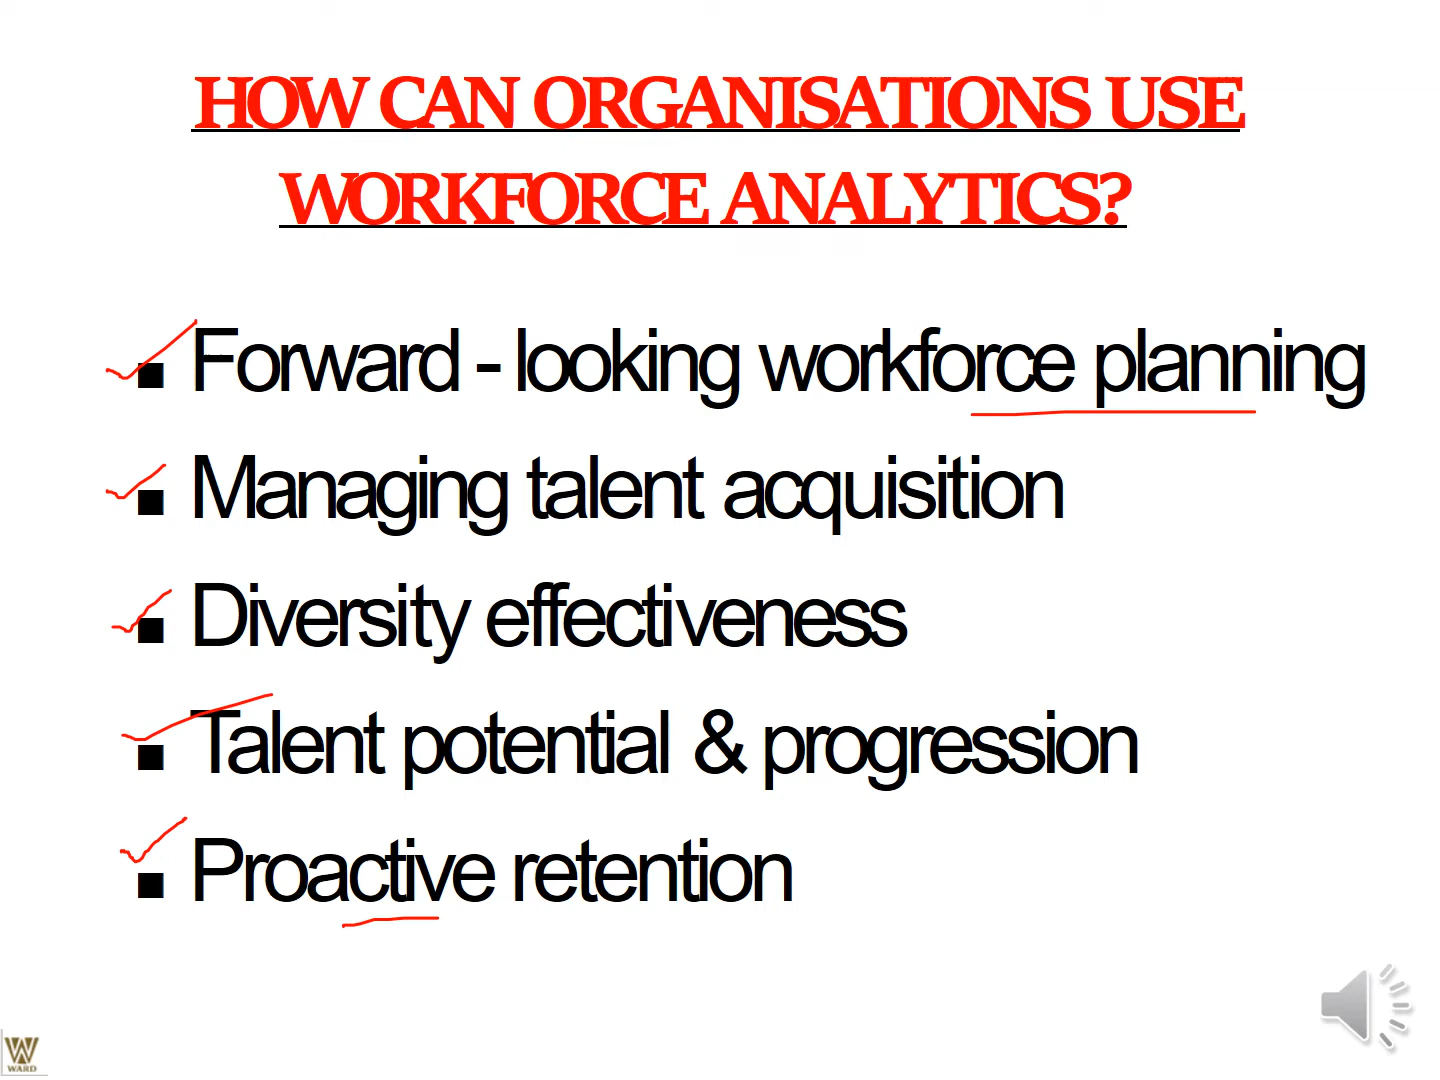 HOW CAN ORGANISATIONS USE
WORKFORCE ANALYTICS?
Forward - looking workforce planning
Managing talent acquisition
Diversity effectiveness
Talent potential & progression
Proactive retention
WARD